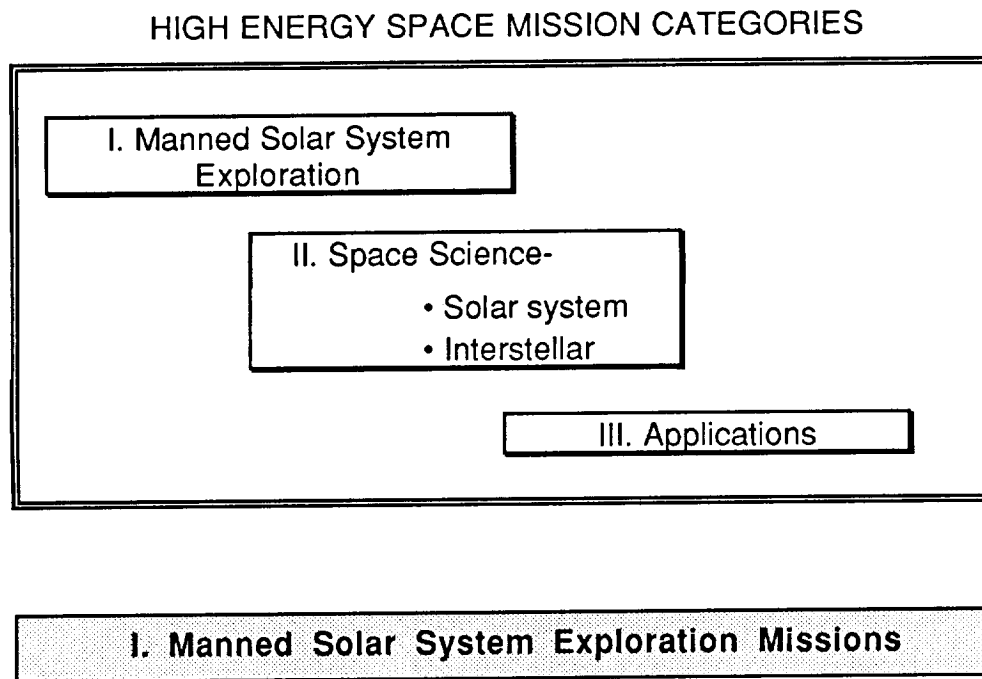 HIGH ENERGY SPACE MISSION CATEGORIES
I. Manned Solar System
Exploration
II. Space Science-
• Solar system
• Interstellar
III. Applications
I. Manned Solar System Exploration Missions